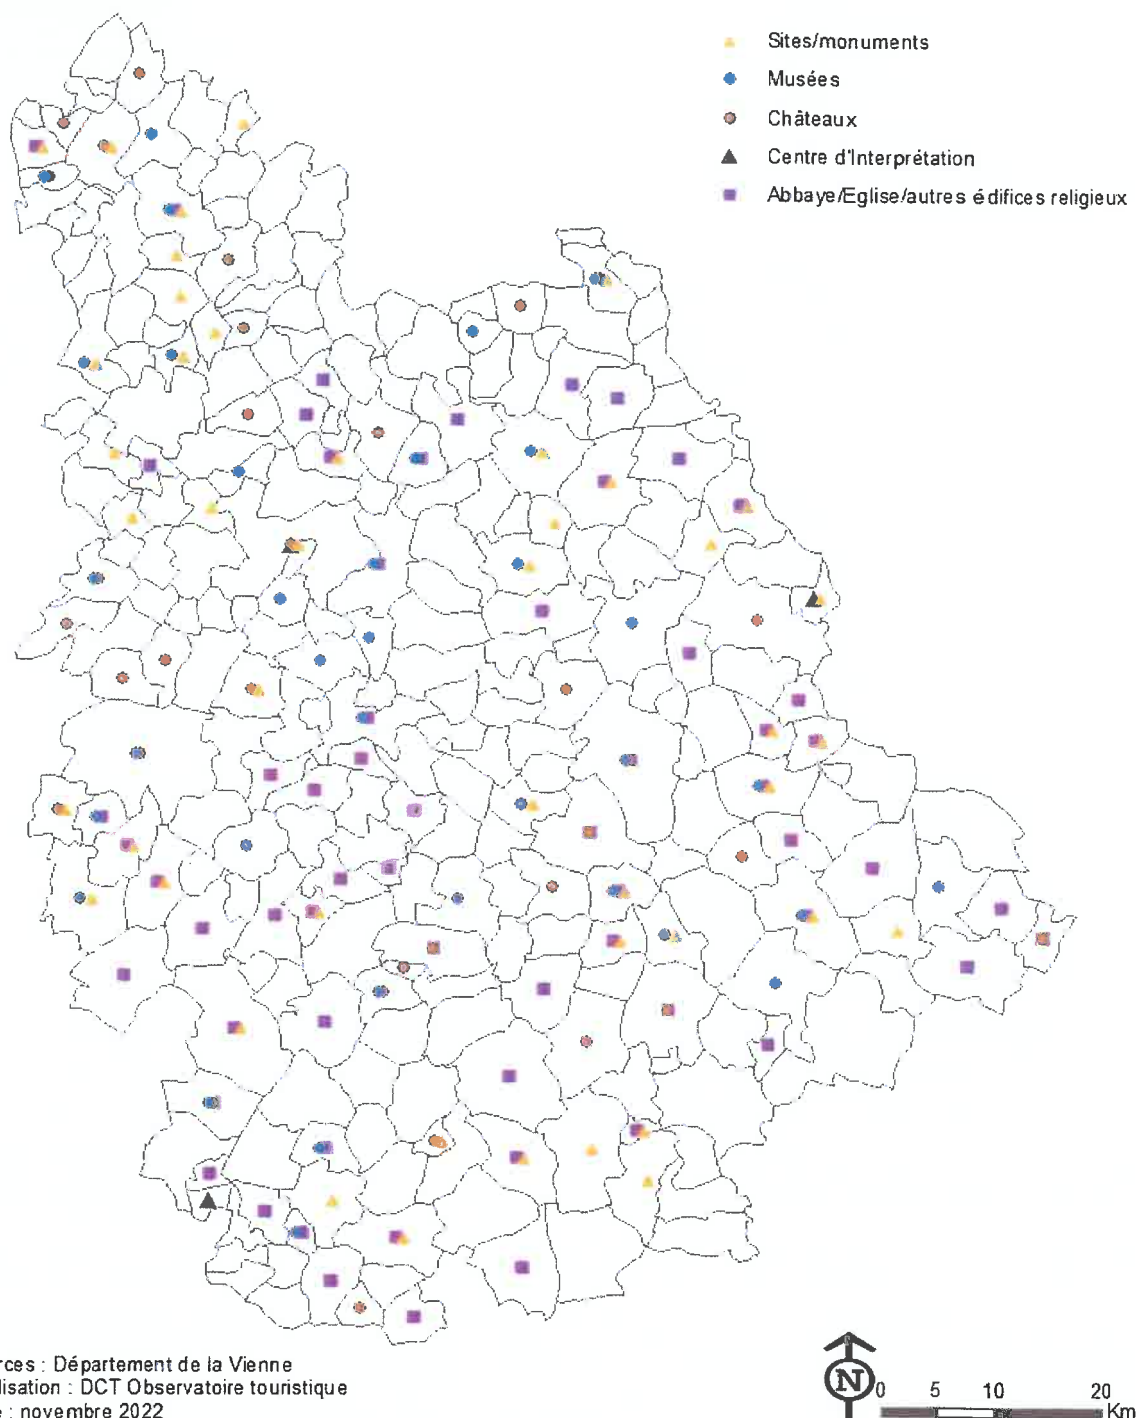 Sites/monuments
Musées
Châteaux
Centre d'Interprétation
Abbaye/Eglise/autres édifices religieux
rces : Département de la Vienne
lisation : DCT Observatoire touristique
e : novembre 2022
N
0 5 10 20
Km